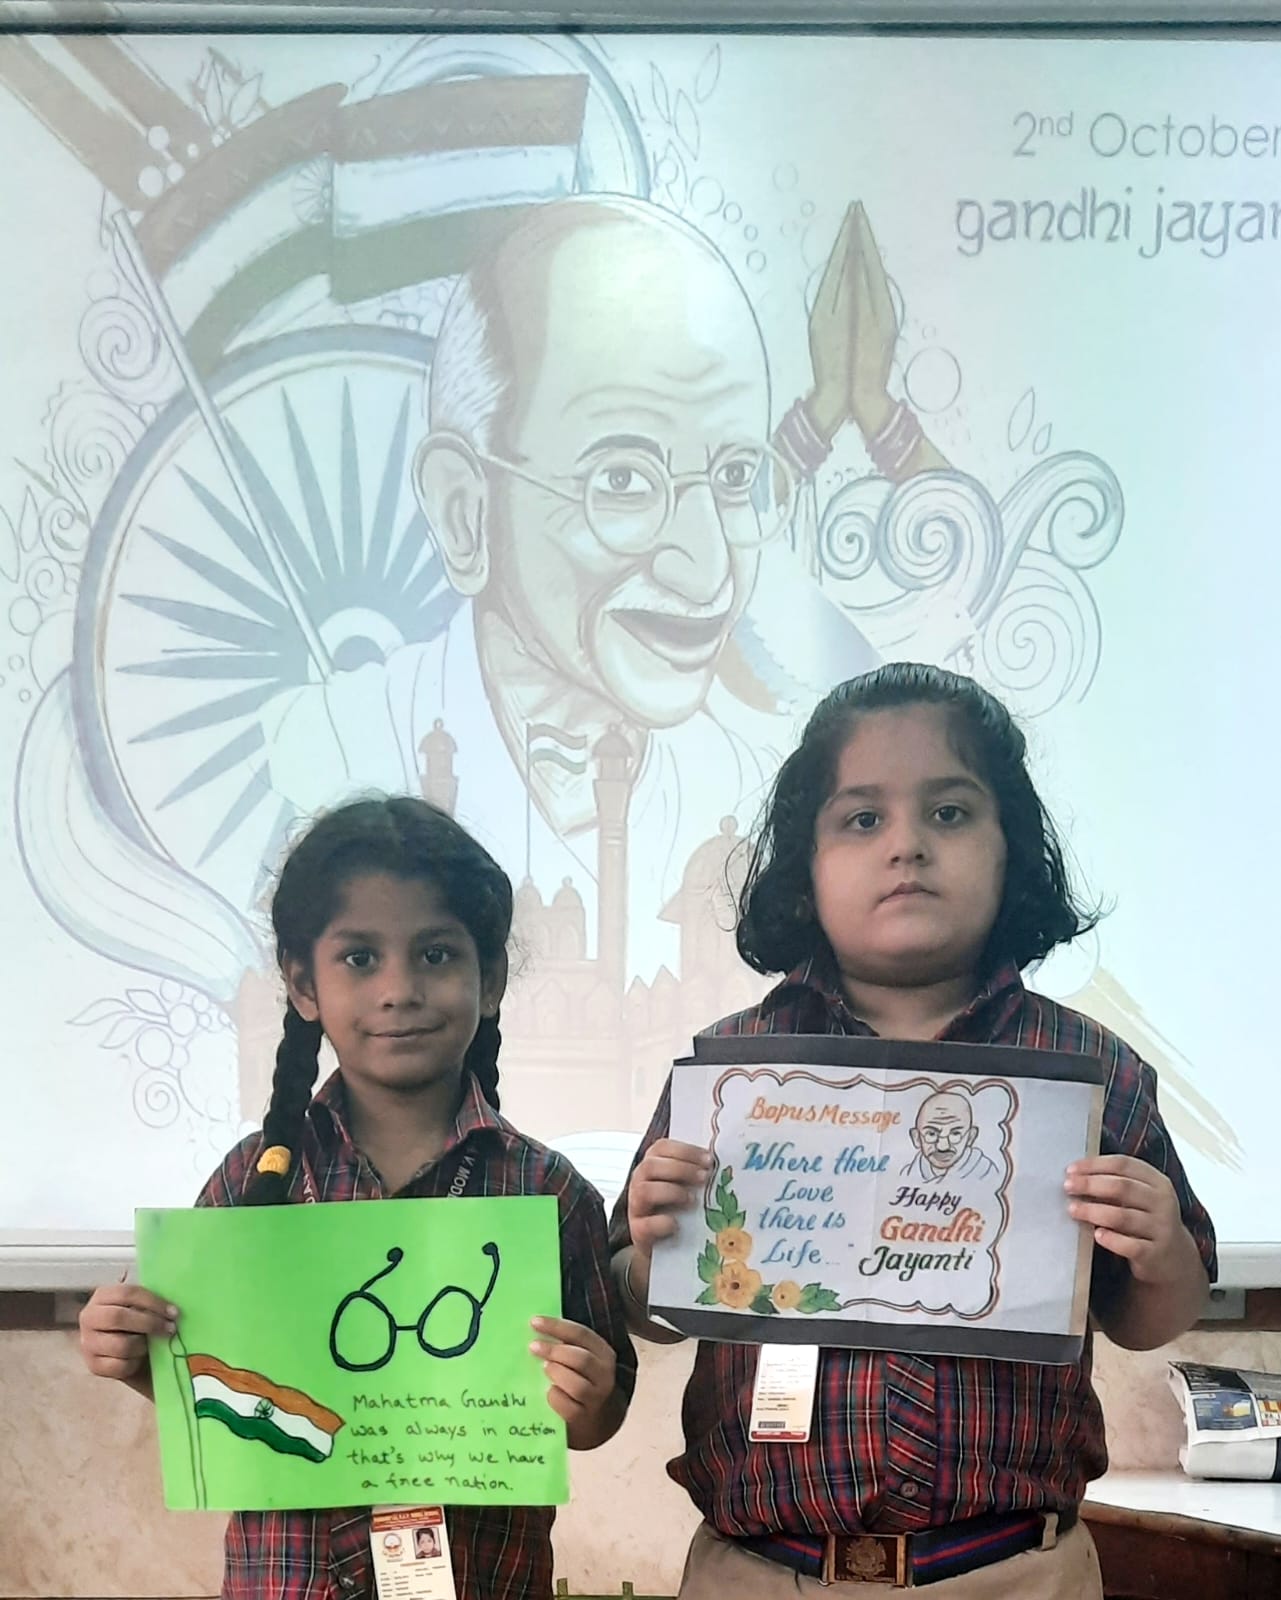 2nd October
gandhi jayan
Bapus Message
"Where there
Love
there is
Life..."
Happy
Gandhi
Jayanti
Mahatma Gandhi
was always in action
that's why we have
a free nation.